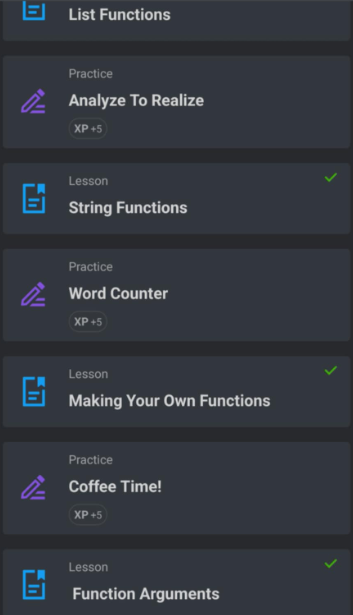 List Functions
Practice
Analyze To Realize
XP +5
Lesson
String Functions
Practice
Word Counter
XP +5
Lesson
Making Your Own Functions
Practice
Coffee Time!
XP +5
Lesson
Function Arguments